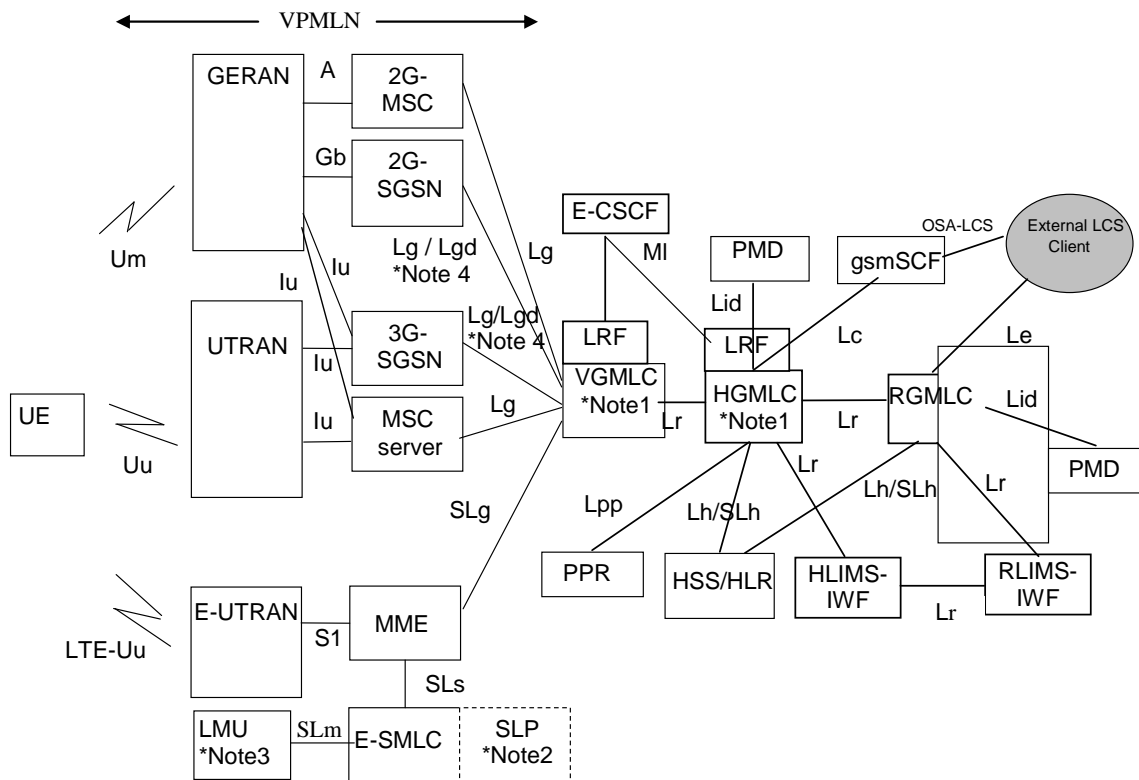 VPMLN
GERAN
A
2G-
MSC
Gb
2G-
SGSN
Um
Iu
Iu
Lg / Lgd
*Note 4
Lg
E-CSCF
Ml
PMD
Lid
gsmSCF
OSA-LCS
External LCS
Client
UTRAN
Iu
3G-
SGSN
Lg/Lgd
*Note 4
LRF
VGMLC
*Note1
LRF
HGMLC
*Note1
Lc
Le
RGMLC
Lid
PMD
UE
Uu
Iu
MSC
server
Lg
Lr
Lr
Lr
SLg
Lpp
Lh/SLh
Lh/SLh
Lr
PPR
HSS/HLR
HLIMS-
IWF
Lr
RLIMS-
IWF
LTE-Uu
E-UTRAN
S1
MME
SLs
LMU
*Note3
SLm
E-SMLC
SLP
*Note2